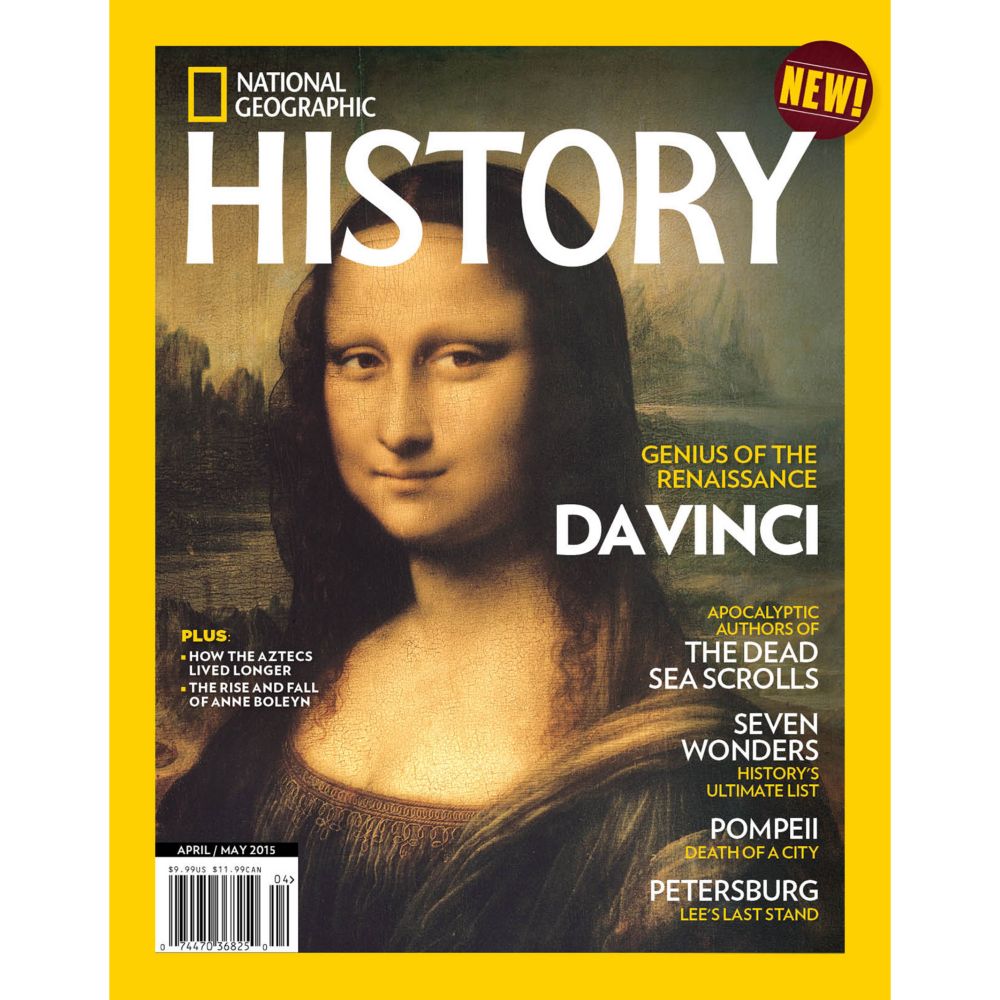 NATIONAL
GEOGRAPHIC
NEW!
HISTORY
GENIUS OF THE
RENAISSANCE
DA VINCI
APOCALYPTIC
AUTHORS OF
THE DEAD
SEA SCROLLS
SEVEN
WONDERS
HISTORY'S
ULTIMATE LIST
POMPEII
DEATH OF A CITY
PETERSBURG
LEE'S LAST STAND
PLUS:
▪ HOW THE AZTECS
LIVED LONGER
▪ THE RISE AND FALL
OF ANNE BOLEYN
APRIL / MAY 2015
$9.99US $11.99CAN
04>
0 74470 36825 0